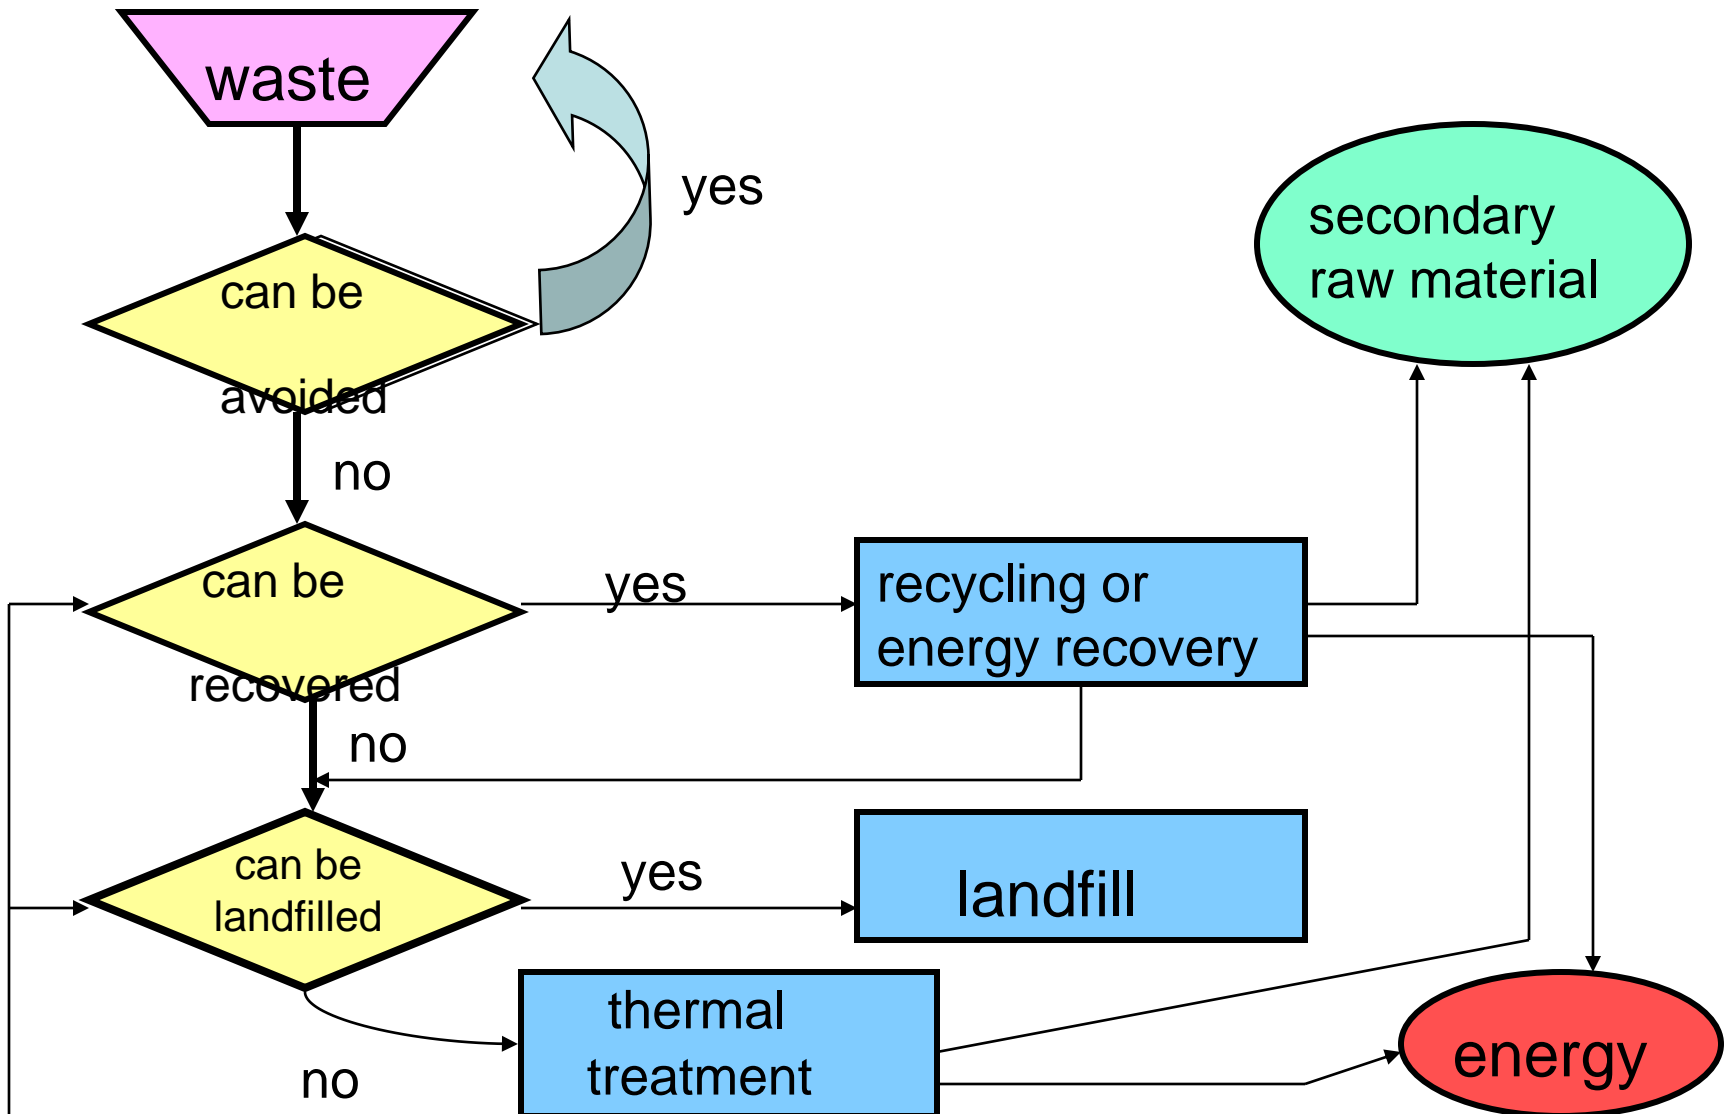 waste
yes
secondary
raw material
can be
avoided
no
can be
recovered
yes
recycling or
energy recovery
no
can be
landfilled
yes
landfill
no
thermal
treatment
energy